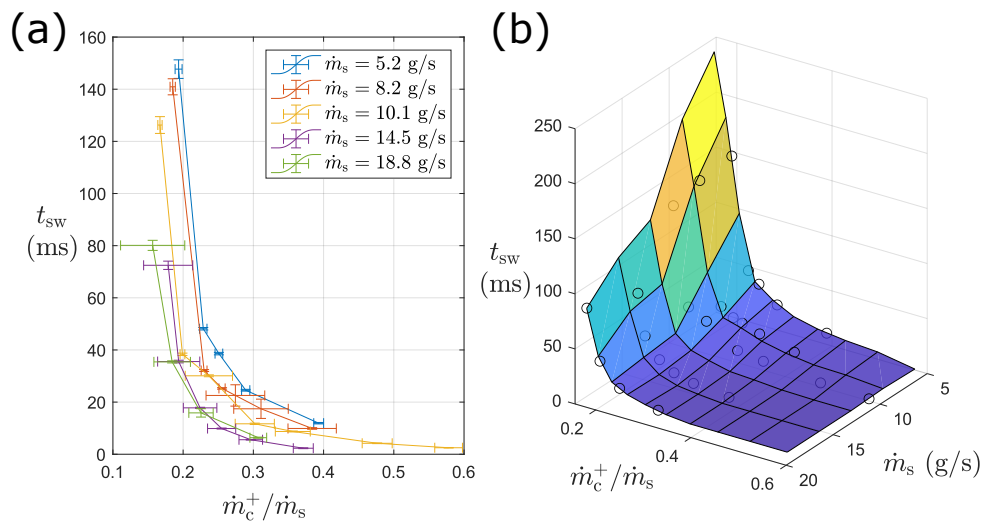 (a)
160
140
120
100
80
60
40
20
0
t_sw
(ms)
0.1 0.2 0.3 0.4 0.5 0.6
ṁ_c^+/ṁ_s
ṁ_s = 5.2 g/s
ṁ_s = 8.2 g/s
ṁ_s = 10.1 g/s
ṁ_s = 14.5 g/s
ṁ_s = 18.8 g/s
(b)
250
200
150
100
50
0
t_sw
(ms)
0.2
0.4
0.6
ṁ_c^+/ṁ_s
5
10
15
20
ṁ_s (g/s)